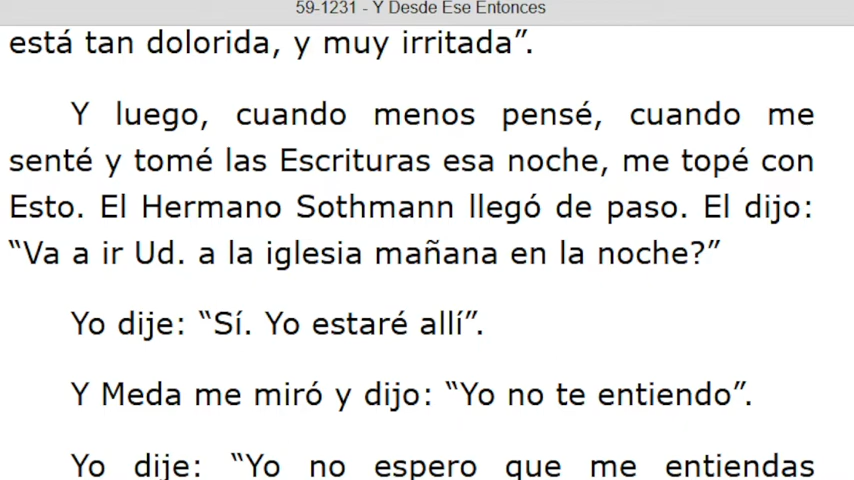 59-1231 - Y Desde Ese Entonces
está tan dolorida, y muy irritada”.
Y luego, cuando menos pensé, cuando me
senté y tomé las Escrituras esa noche, me topé con
Esto. El Hermano Sothmann llegó de paso. El dijo:
“Va a ir Ud. a la iglesia mañana en la noche?”
Yo dije: “Sí. Yo estaré allí”.
Y Meda me miró y dijo: “Yo no te entiendo”.
Yo dije: “Yo no espero que me entiendas